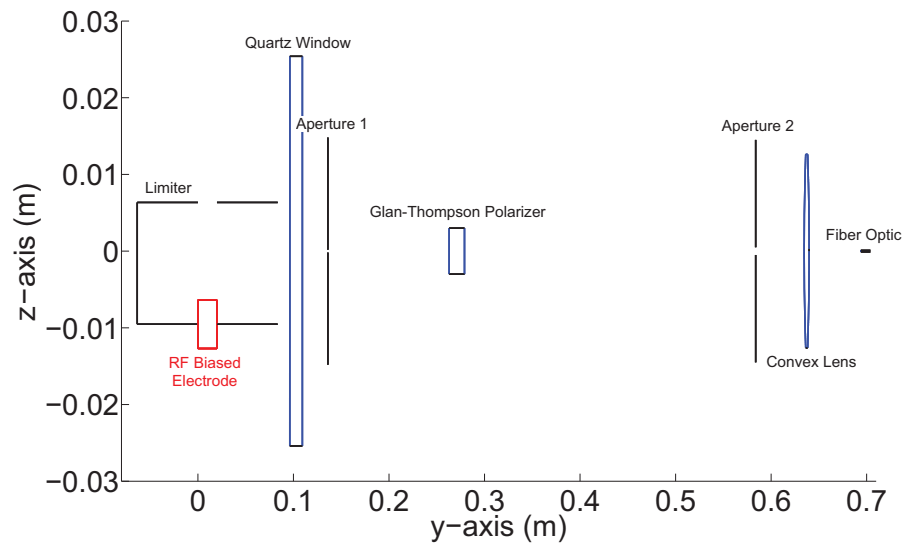 0.03
Quartz Window
0.02
Aperture 1
Aperture 2
0.01
Limiter
Glan−Thompson Polarizer
Fiber Optic
0
z−axis (m)
−0.01
RF Biased
Electrode
Convex Lens
−0.02
−0.03
0 0.1 0.2 0.3 0.4 0.5 0.6 0.7
y−axis (m)